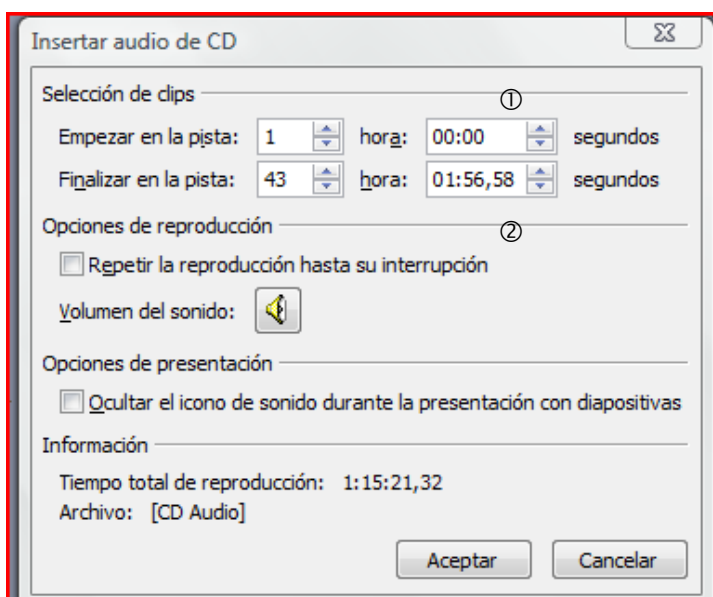 Insertar audio de CD
Selección de clips ①
Empezar en la pista: 1 hora: 00:00 segundos
Finalizar en la pista: 43 hora: 01:56,58 segundos
Opciones de reproducción ②
Repetir la reproducción hasta su interrupción
Volumen del sonido:
Opciones de presentación
Ocultar el icono de sonido durante la presentación con diapositivas
Información
Tiempo total de reproducción: 1:15:21,32
Archivo: [CD Audio]
Aceptar Cancelar